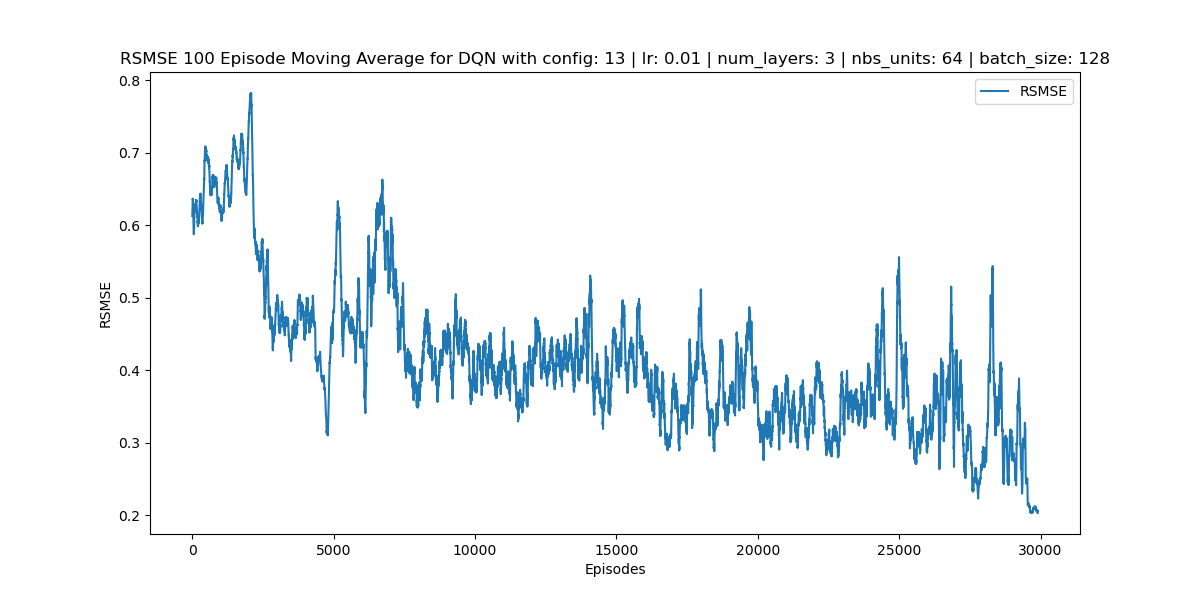 RSMSE 100 Episode Moving Average for DQN with config: 13 | lr: 0.01 | num_layers: 3 | nbs_units: 64 | batch_size: 128
RSMSE
0.8
0.7
0.6
0.5
0.4
0.3
0.2
RSMSE
0 5000 10000 15000 20000 25000 30000
Episodes